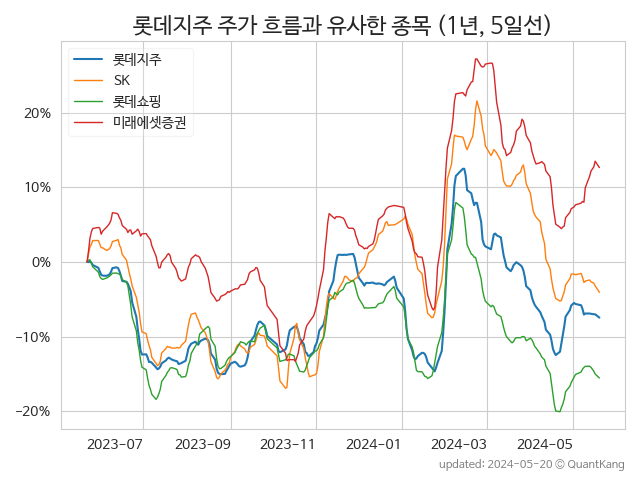 롯데지주 주가 흐름과 유사한 종목 (1년, 5일선)
롯데지주
SK
롯데쇼핑
미래에셋증권
20%
10%
0%
−10%
−20%
2023-07
2023-09
2023-11
2024-01
2024-03
2024-05
updated: 2024-05-20 © QuantKang